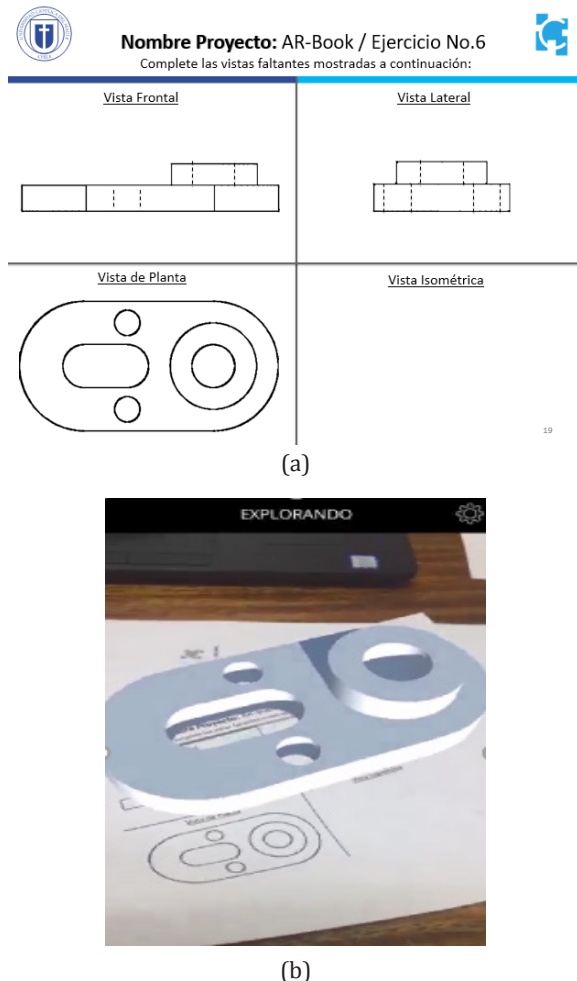 Nombre Proyecto: AR-Book / Ejercicio No.6
Complete las vistas faltantes mostradas a continuación:
Vista Frontal
Vista Lateral
Vista de Planta
Vista Isométrica
19
(a)
EXPLORANDO
(b)